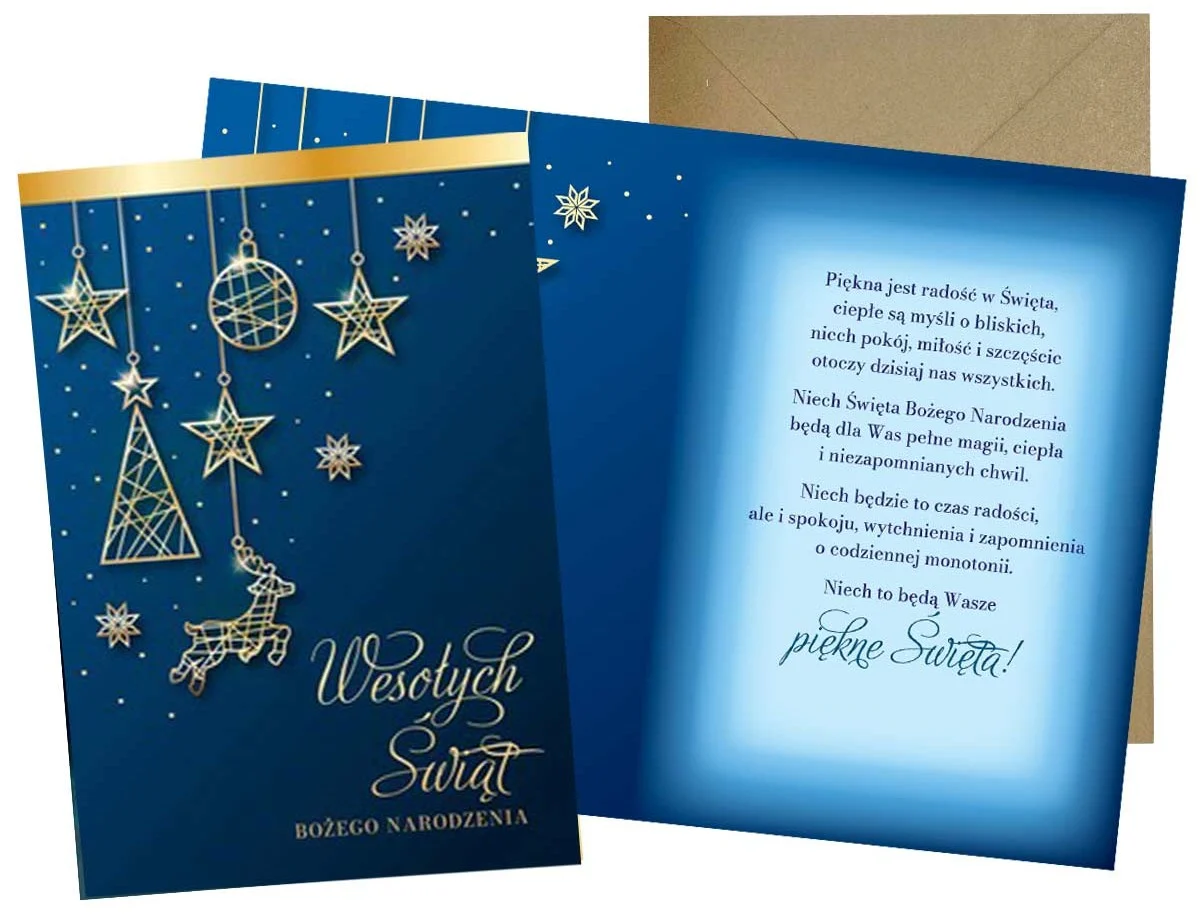 Wesołych
Świąt
BOŻEGO NARODZENIA
Piękna jest radość w Święta,
ciepłe są myśli o bliskich,
niech pokój, miłość i szczęście
otoczy dzisiaj nas wszystkich.
Niech Święta Bożego Narodzenia
będą dla Was pełne magii, ciepła
i niezapomnianych chwil.
Niech będzie to czas radości,
ale i spokoju, wytchnienia i zapomnienia
o codziennej monotonii.
Niech to będą Wasze
piękne Święta!